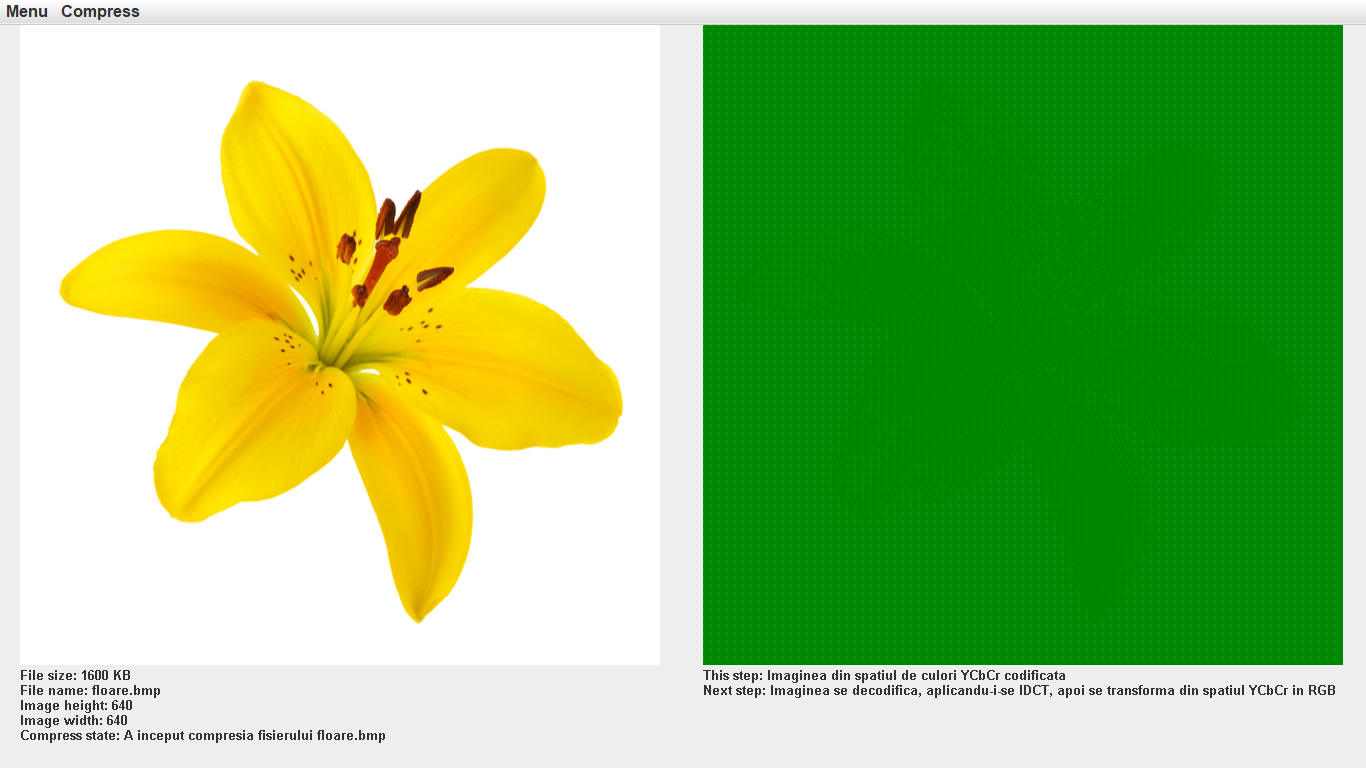 Menu Compress
File size: 1600 KB
File name: floare.bmp
Image height: 640
Image width: 640
Compress state: A inceput compresia fisierului floare.bmp
This step: Imaginea din spatiul de culori YCbCr codificata
Next step: Imaginea se decodifica, aplicandu-i-se IDCT, apoi se transforma din spatiul YCbCr in RGB